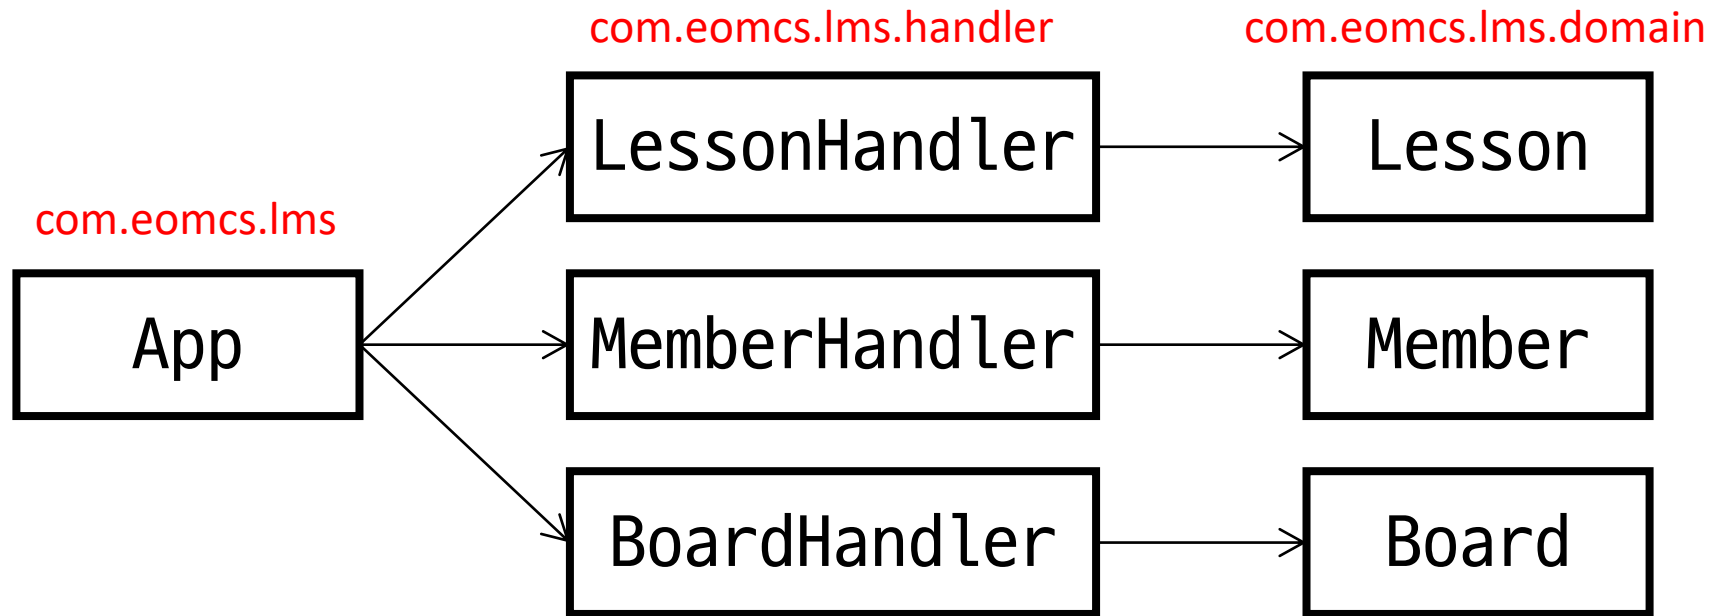 com.eomcs.lms.handler
com.eomcs.lms.domain
LessonHandler
Lesson
com.eomcs.lms
App
MemberHandler
Member
BoardHandler
Board